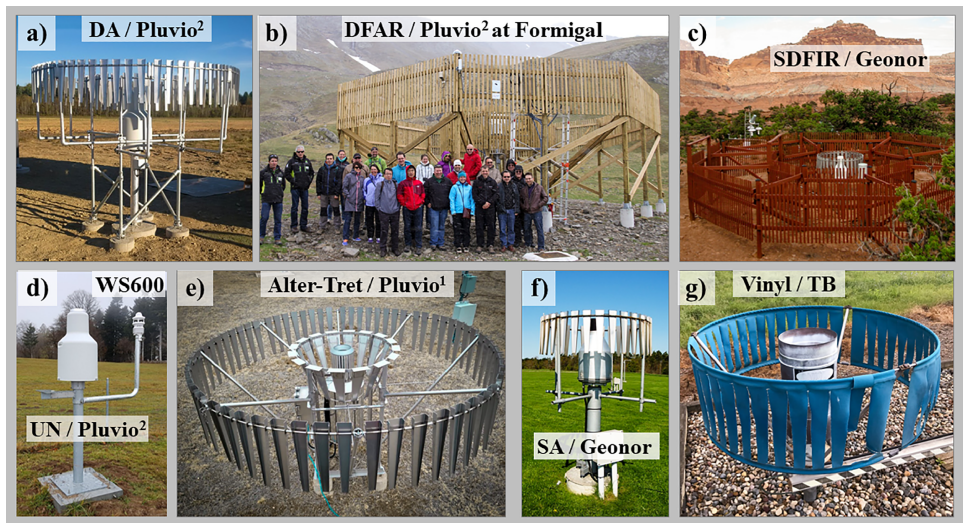 a)
DA / Pluvio²
b)
DFAR / Pluvio² at Formigal
c)
SDFIR / Geonor
d)
WS600
UN / Pluvio²
e)
Alter-Tret / Pluvio¹
f)
SA / Geonor
g)
Vinyl / TB